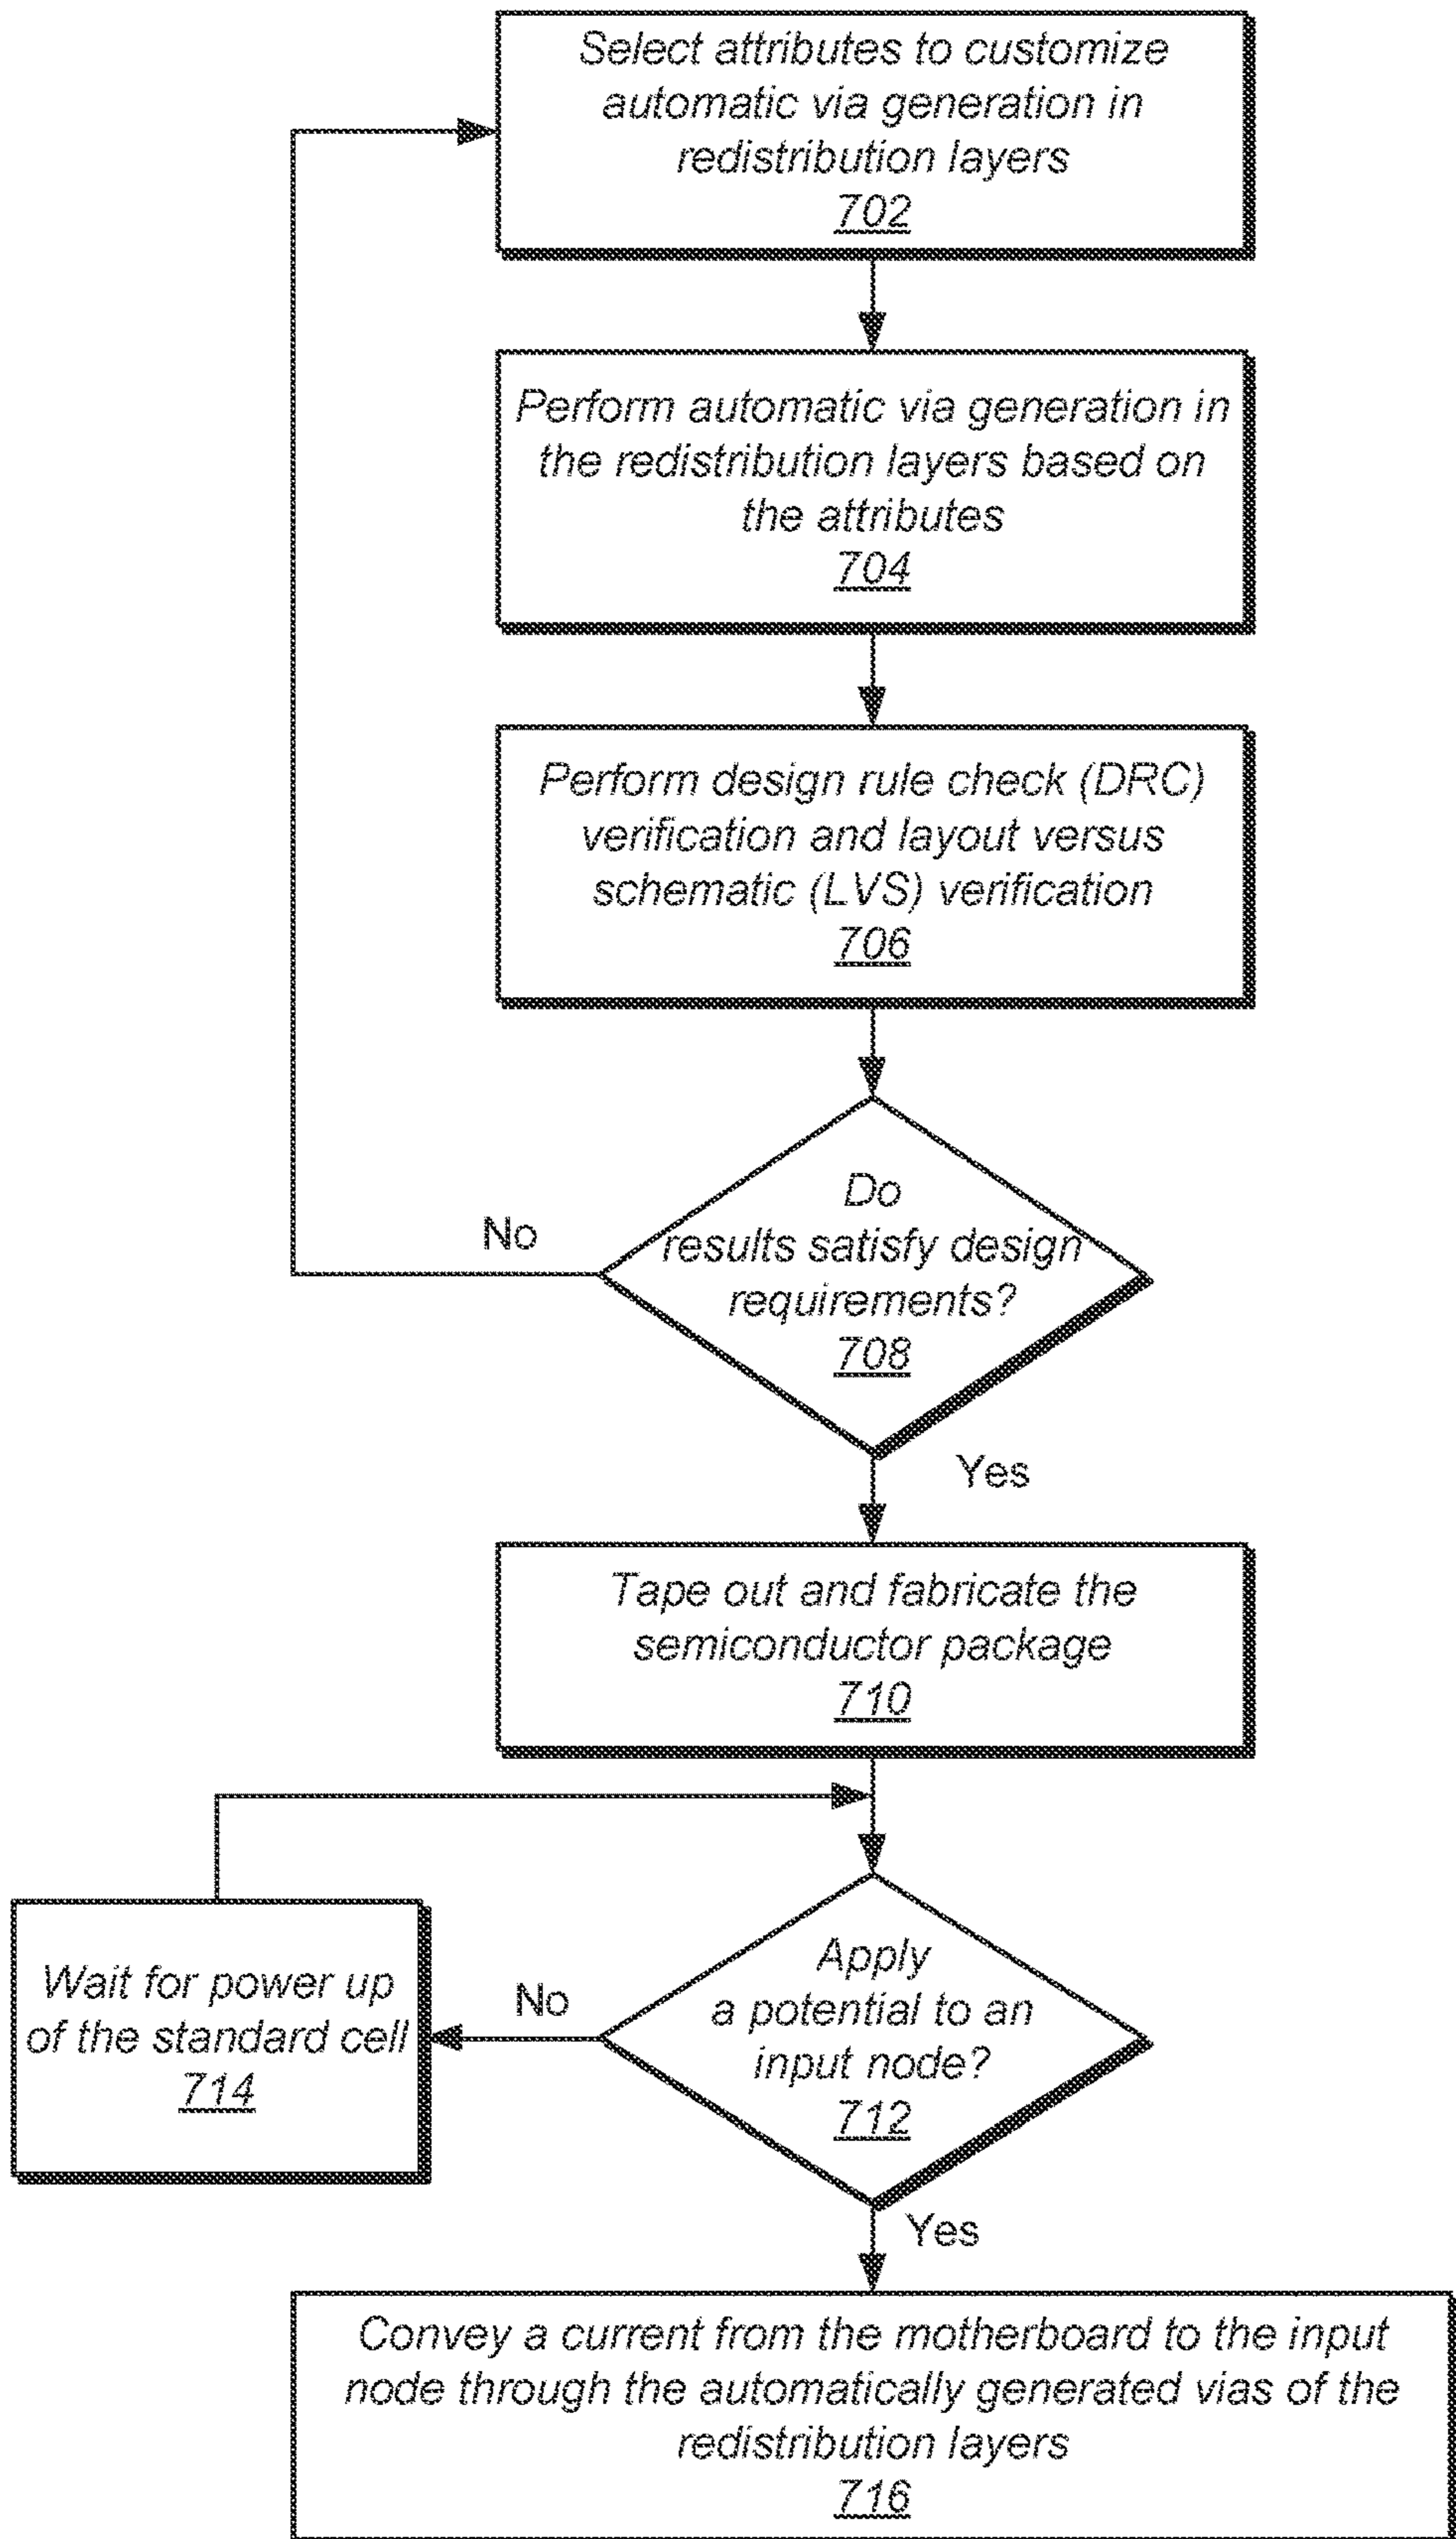 Select attributes to customize
automatic via generation in
redistribution layers
702
Perform automatic via generation in
the redistribution layers based on
the attributes
704
Perform design rule check (DRC)
verification and layout versus
schematic (LVS) verification
706
Do
results satisfy design
requirements?
708
No
Yes
Tape out and fabricate the
semiconductor package
710
Apply
a potential to an
input node?
712
No
Wait for power up
of the standard cell
714
Yes
Convey a current from the motherboard to the input
node through the automatically generated vias of the
redistribution layers
716